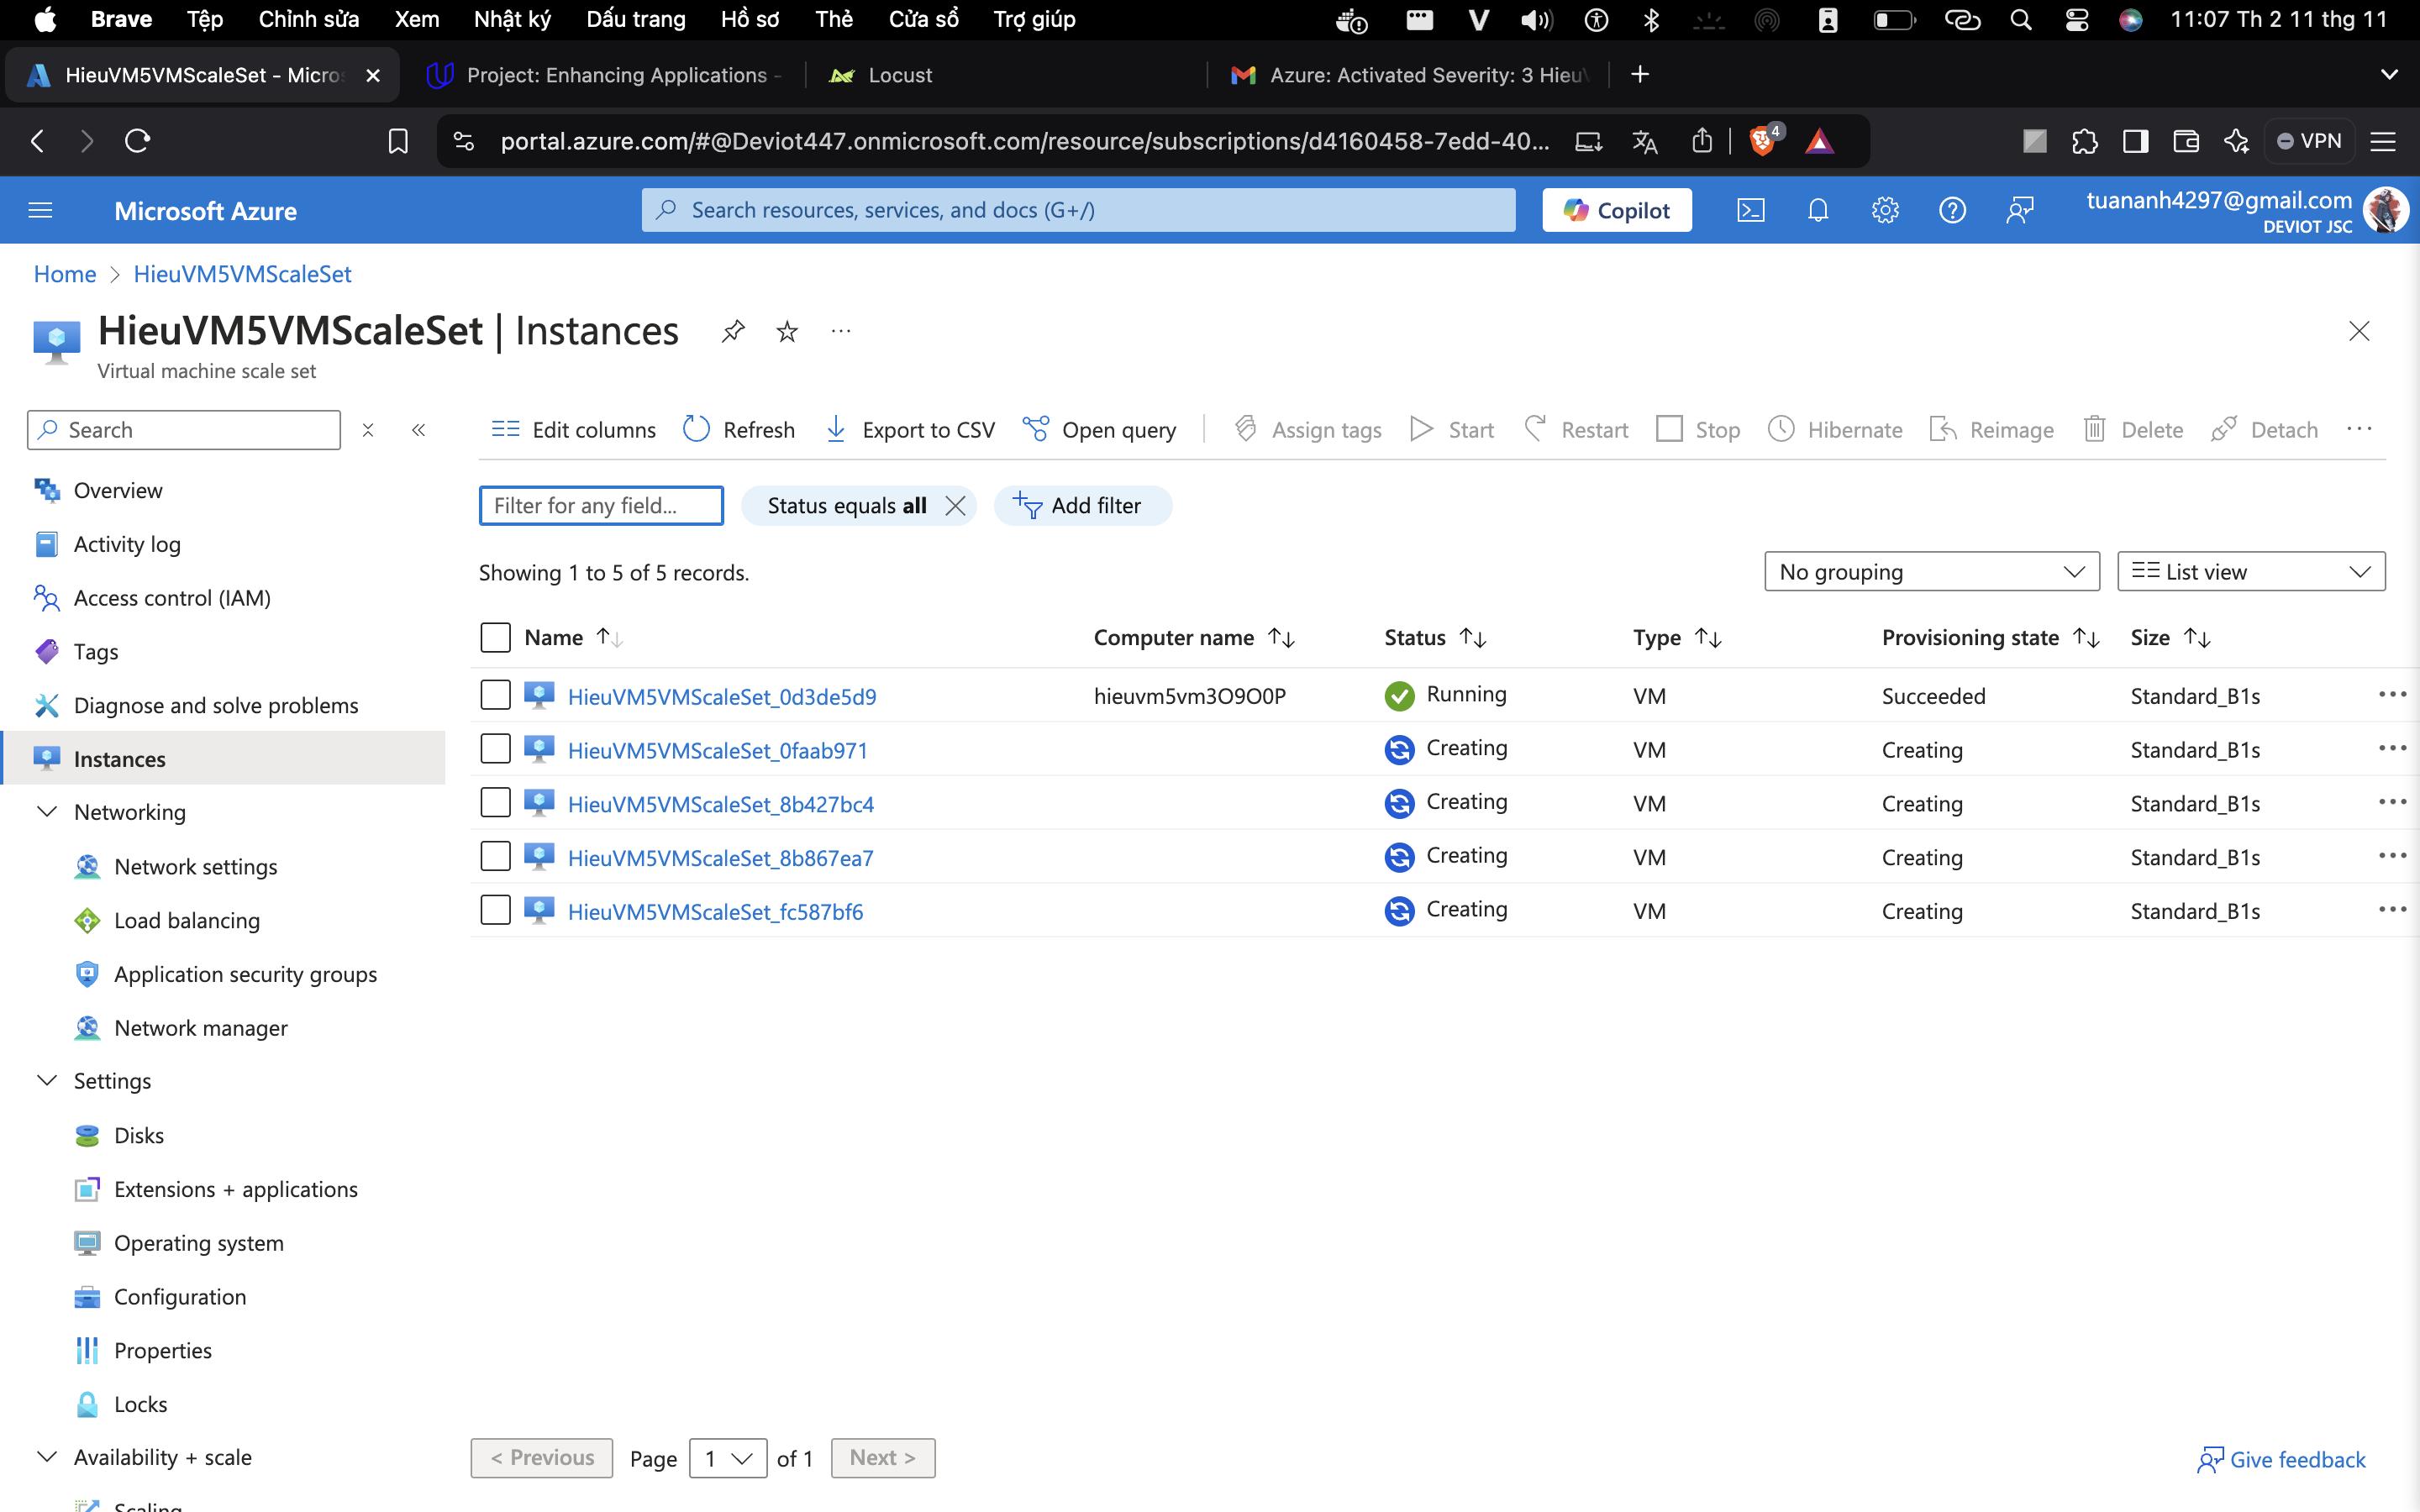 Brave Tệp Chỉnh sửa Xem Nhật ký Dấu trang Hồ sơ Thẻ Cửa sổ Trợ giúp 11:07 Th 2 11 thg 11
HieuVM5VMScaleSet - Micros Project: Enhancing Applications - Locust Azure: Activated Severity: 3 HieuV
portal.azure.com/#@Deviot447.onmicrosoft.com/resource/subscriptions/d4160458-7edd-40... 4 VPN
Microsoft Azure
Search resources, services, and docs (G+/)
Copilot
tuananh4297@gmail.com
DEVIOT JSC
Home > HieuVM5VMScaleSet
HieuVM5VMScaleSet | Instances
Virtual machine scale set
Search
Edit columns Refresh Export to CSV Open query Assign tags Start Restart Stop Hibernate Reimage Delete Detach
Overview
Activity log
Access control (IAM)
Tags
Diagnose and solve problems
Instances
Networking
Network settings
Load balancing
Application security groups
Network manager
Settings
Disks
Extensions + applications
Operating system
Configuration
Properties
Locks
Availability + scale
Scaling
Filter for any field... Status equals all Add filter
Showing 1 to 5 of 5 records.
No grouping List view
Name Computer name Status Type Provisioning state Size
HieuVM5VMScaleSet_0d3de5d9 hieuvm5vm3O9O0P Running VM Succeeded Standard_B1s
HieuVM5VMScaleSet_0faab971 Creating VM Creating Standard_B1s
HieuVM5VMScaleSet_8b427bc4 Creating VM Creating Standard_B1s
HieuVM5VMScaleSet_8b867ea7 Creating VM Creating Standard_B1s
HieuVM5VMScaleSet_fc587bf6 Creating VM Creating Standard_B1s
< Previous Page 1 of 1 Next >
Give feedback